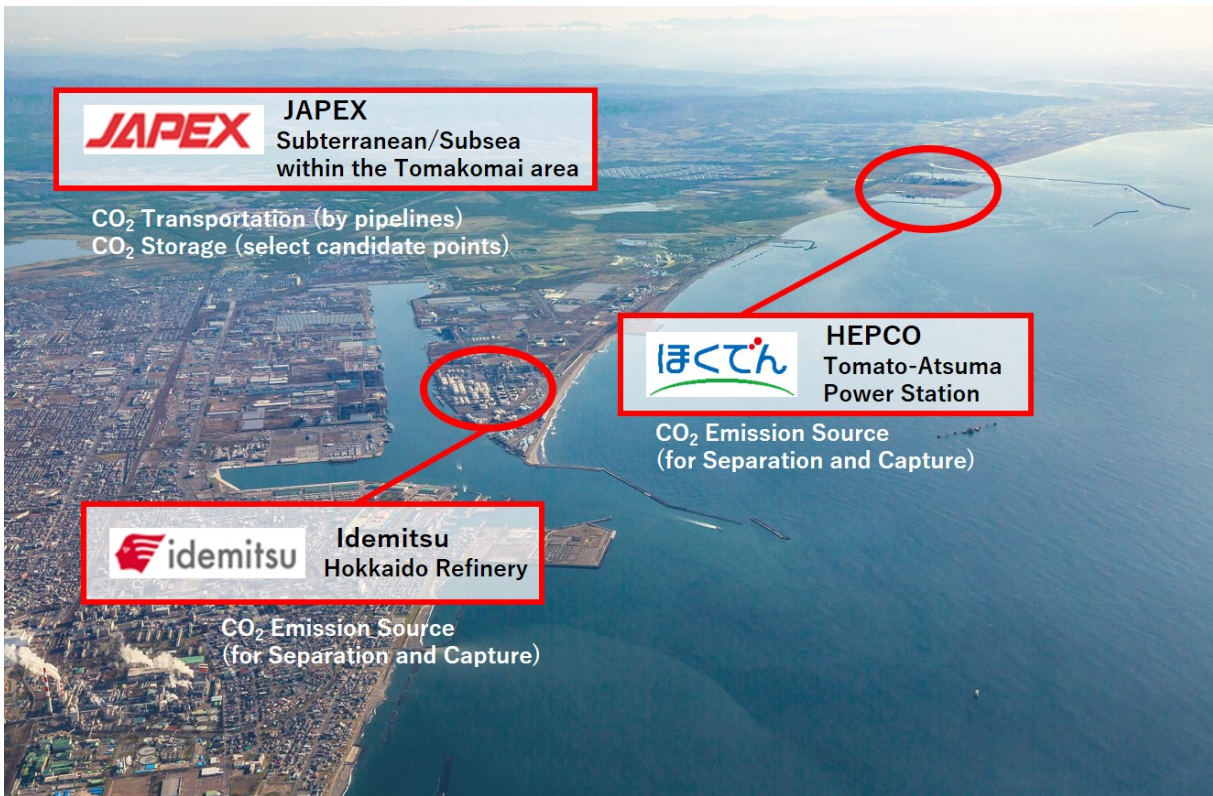 JAPEX
JAPEX
Subterranean/Subsea
within the Tomakomai area
CO₂ Transportation (by pipelines)
CO₂ Storage (select candidate points)
ほくでん
HEPCO
Tomato-Atsuma
Power Station
CO₂ Emission Source
(for Separation and Capture)
idemitsu
Idemitsu
Hokkaido Refinery
CO₂ Emission Source
(for Separation and Capture)